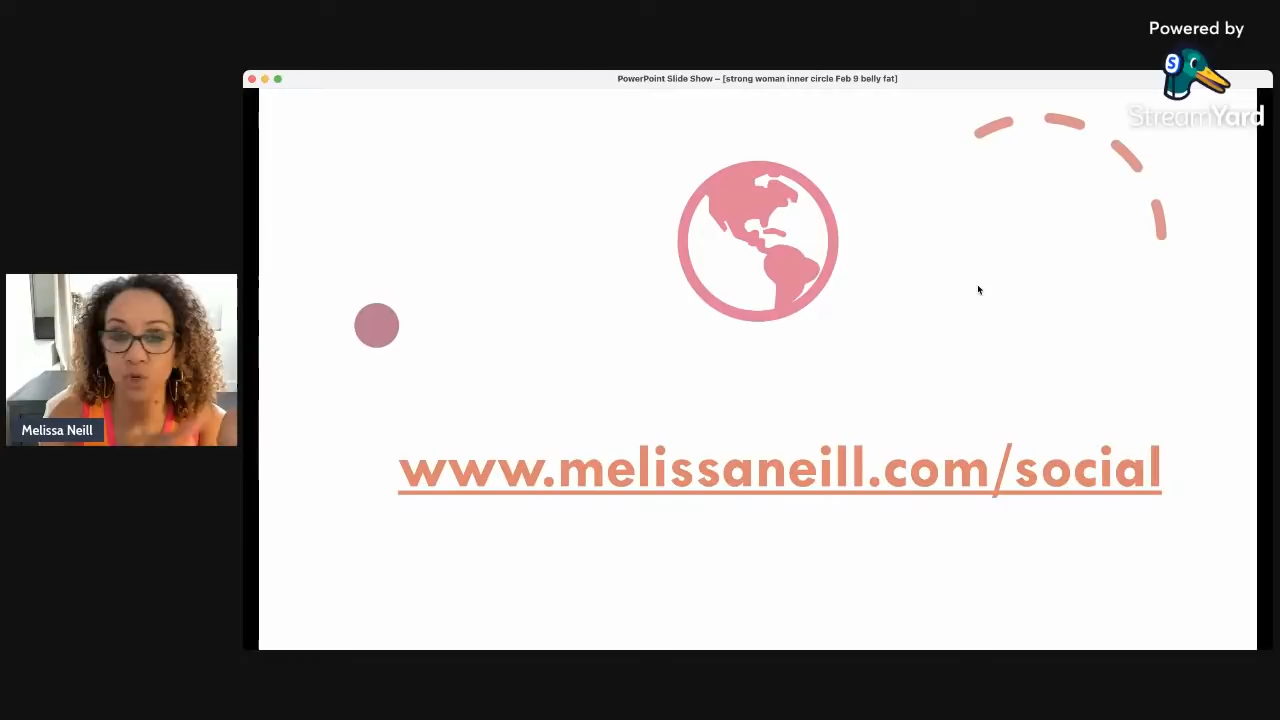 Powered by
StreamYard
PowerPoint Slide Show – [strong woman inner circle Feb 9 belly fat]
S
Melissa Neill
www.melissaneill.com/social